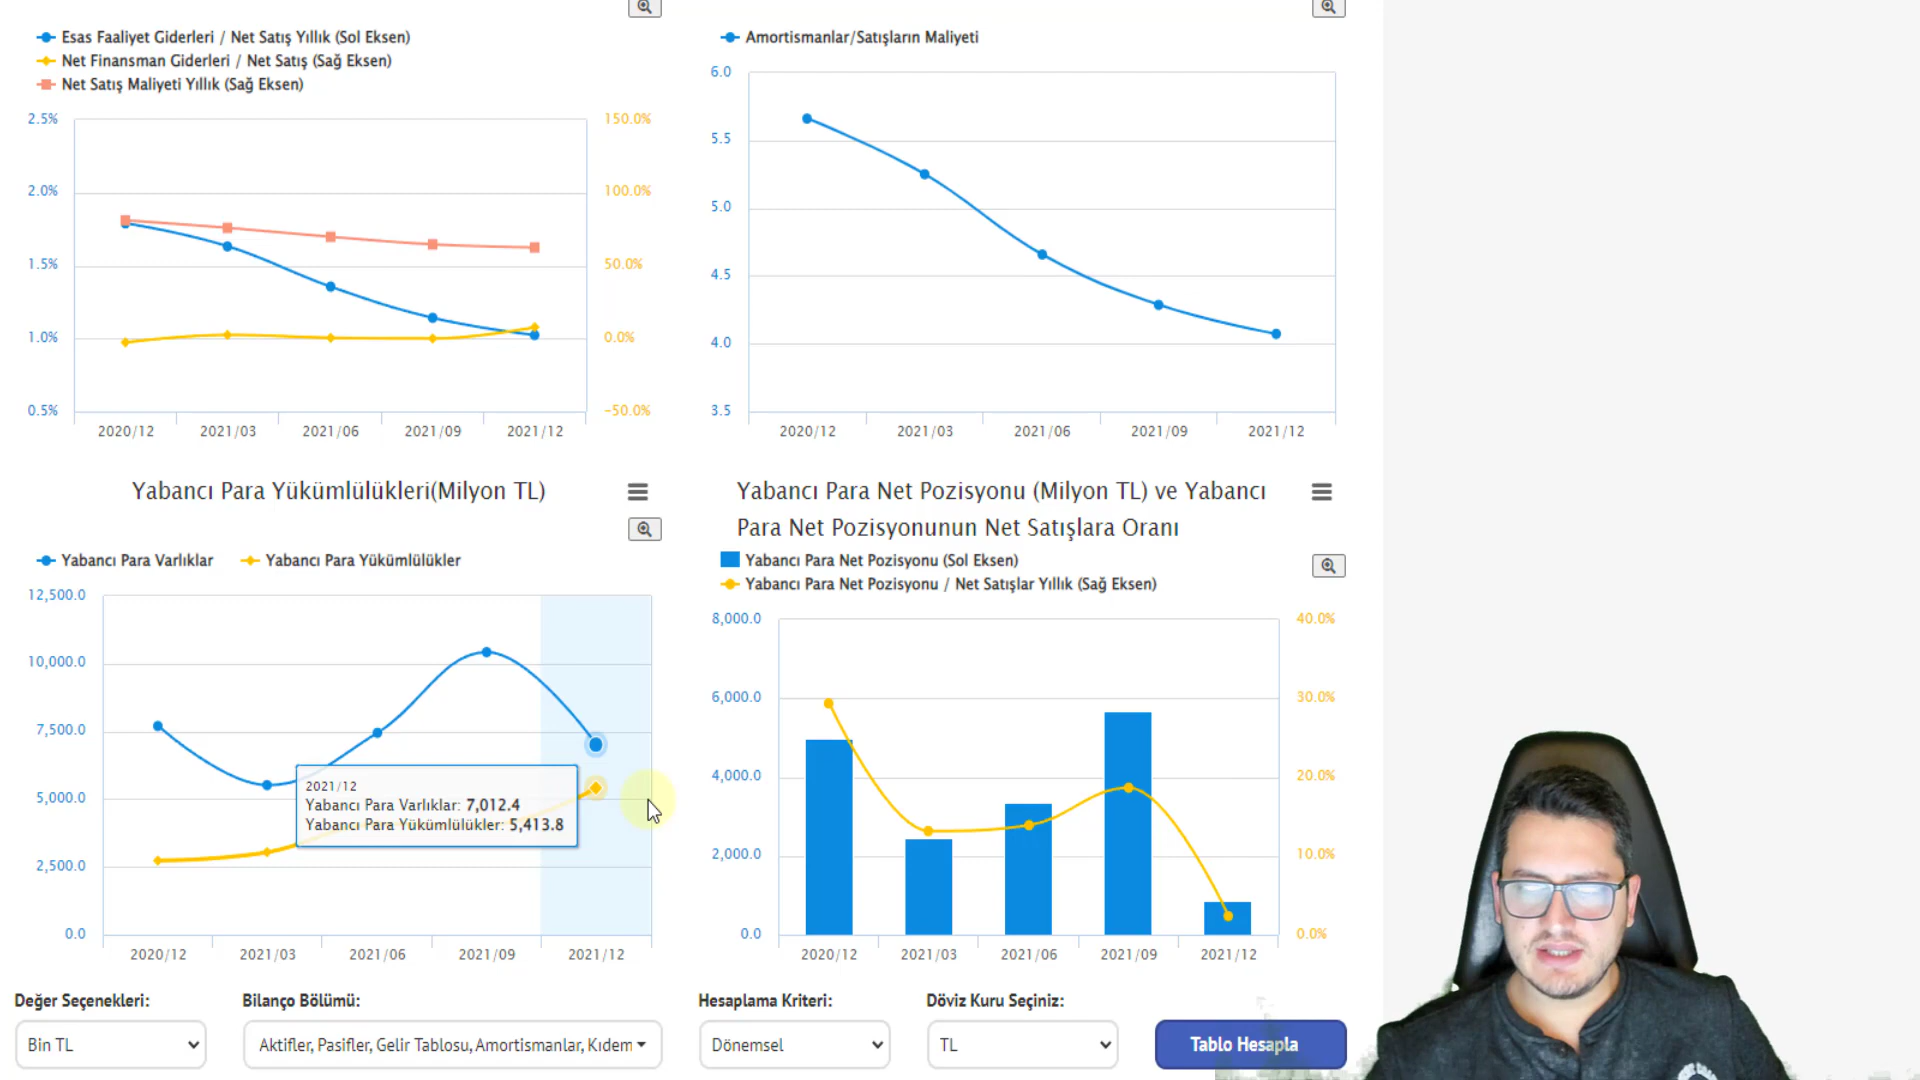 Esas Faaliyet Giderleri / Net Satış Yıllık (Sol Eksen)
Net Finansman Giderleri / Net Satış (Sağ Eksen)
Net Satış Maliyeti Yıllık (Sağ Eksen)
2.5%
2.0%
1.5%
1.0%
0.5%
150.0%
100.0%
50.0%
0.0%
-50.0%
2020/12 2021/03 2021/06 2021/09 2021/12
Amortismanlar/Satışların Maliyeti
6.0
5.5
5.0
4.5
4.0
3.5
2020/12 2021/03 2021/06 2021/09 2021/12
Yabancı Para Yükümlülükleri(Milyon TL)
Yabancı Para Varlıklar Yabancı Para Yükümlülükler
12,500.0
10,000.0
7,500.0
5,000.0
2,500.0
0.0
2021/12
Yabancı Para Varlıklar: 7,012.4
Yabancı Para Yükümlülükler: 5,413.8
2020/12 2021/03 2021/06 2021/09 2021/12
Yabancı Para Net Pozisyonu (Milyon TL) ve Yabancı
Para Net Pozisyonunun Net Satışlara Oranı
Yabancı Para Net Pozisyonu (Sol Eksen)
Yabancı Para Net Pozisyonu / Net Satışlar Yıllık (Sağ Eksen)
8,000.0
6,000.0
4,000.0
2,000.0
0.0
40.0%
30.0%
20.0%
10.0%
0.0%
2020/12 2021/03 2021/06 2021/09 2021/12
Değer Seçenekleri: Bilanço Bölümü: Hesaplama Kriteri: Döviz Kuru Seçiniz:
Bin TL Aktifler, Pasifler, Gelir Tablosu, Amortismanlar, Kıdem Dönemsel TL Tablo Hesapla